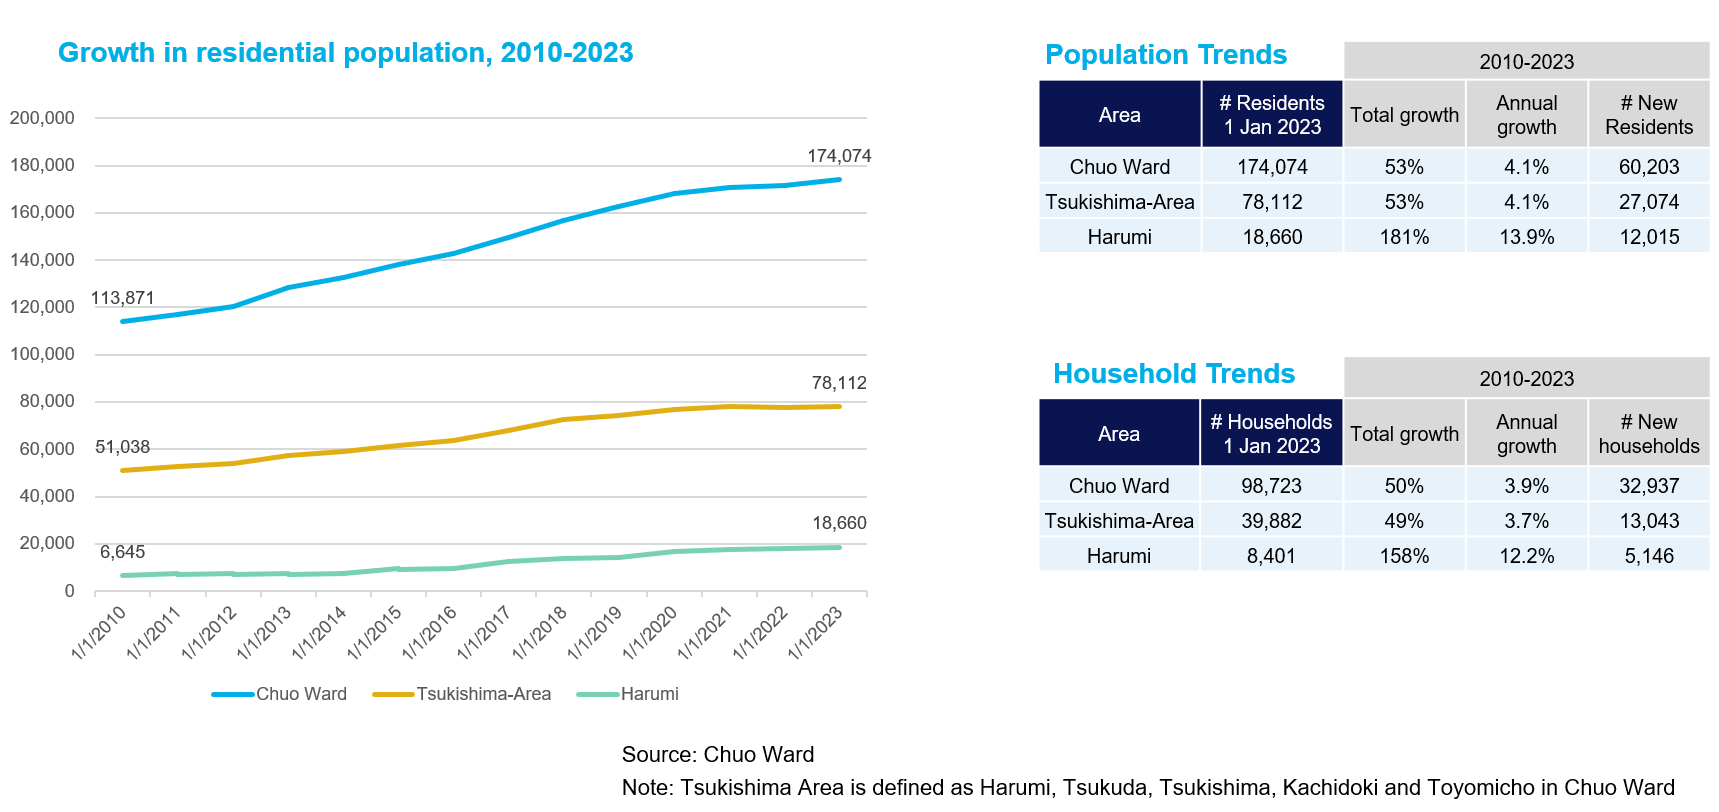 Growth in residential population, 2010-2023
200,000
180,000
160,000
140,000
120,000
100,000
80,000
60,000
40,000
20,000
0
174,074
113,871
78,112
51,038
18,660
6,645
1/1/2010
1/1/2011
1/1/2012
1/1/2013
1/1/2014
1/1/2015
1/1/2016
1/1/2017
1/1/2018
1/1/2019
1/1/2020
1/1/2021
1/1/2022
1/1/2023
Chuo Ward Tsukishima-Area Harumi
Population Trends 2010-2023
Area # Residents 1 Jan 2023 Total growth Annual growth # New Residents
Chuo Ward 174,074 53% 4.1% 60,203
Tsukishima-Area 78,112 53% 4.1% 27,074
Harumi 18,660 181% 13.9% 12,015
Household Trends 2010-2023
Area # Households 1 Jan 2023 Total growth Annual growth # New households
Chuo Ward 98,723 50% 3.9% 32,937
Tsukishima-Area 39,882 49% 3.7% 13,043
Harumi 8,401 158% 12.2% 5,146
Source: Chuo Ward
Note: Tsukishima Area is defined as Harumi, Tsukuda, Tsukishima, Kachidoki and Toyomicho in Chuo Ward